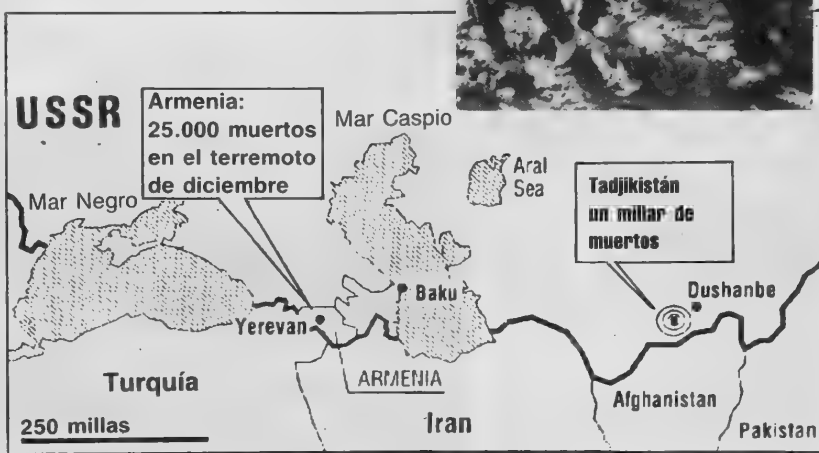 USSR
Armenia:
25.000 muertos
en el terremoto
de diciembre
Mar Caspio
Mar Negro
Aral
Sea
Tadjikistán
un millar de
muertos
Baku
Dushanbe
Yerevan
Turquía
ARMENIA
Iran
Afghanistan
Pakistan
250 millas